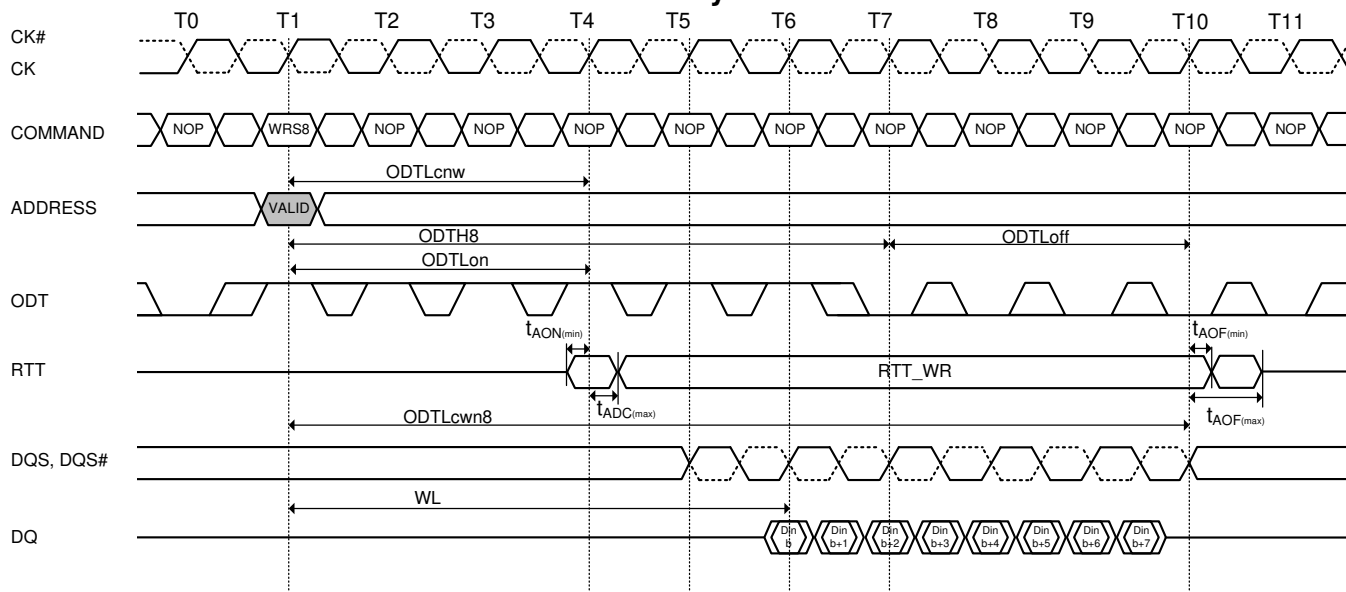 T0 T1 T2 T3 T4 T5 T6 T7 T8 T9 T10 T11
CK#
CK
COMMAND NOP WRS8 NOP NOP NOP NOP NOP NOP NOP NOP NOP NOP
ODTLcnw
ADDRESS VALID
ODTH8 ODTLoff
ODTLon
ODT
tAON(min) tAOF(min)
RTT RTT_WR
tADC(max) tAOF(max)
ODTLcwn8
DQS, DQS#
WL
DQ Din b Din b+1 Din b+2 Din b+3 Din b+4 Din b+5 Din b+6 Din b+7